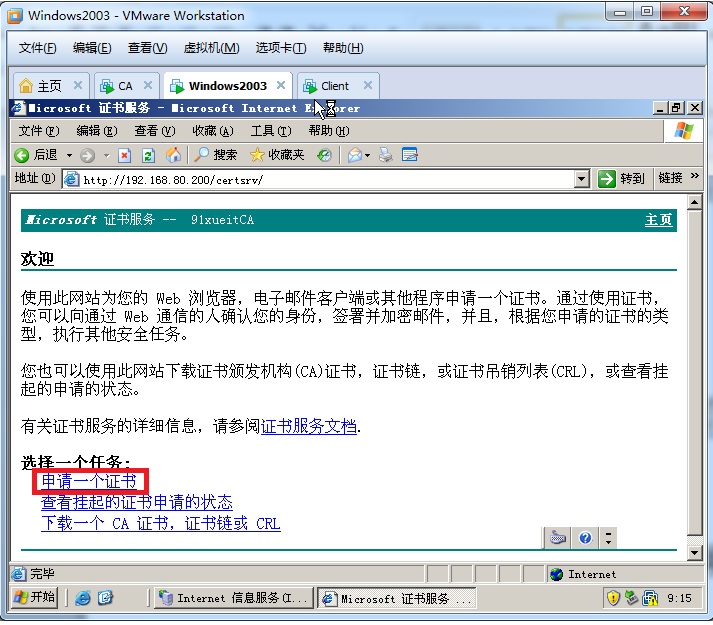 Windows2003 - VMware Workstation
文件(F) 编辑(E) 查看(V) 虚拟机(M) 选项卡(T) 帮助(H)
主页 CA Windows2003 Client
Microsoft 证书服务 - Microsoft Internet Explorer
文件(F) 编辑(E) 查看(V) 收藏(A) 工具(T) 帮助(H)
后退 搜索 收藏夹
地址(D) http://192.168.80.200/certsrv/ 转到 链接 »
Microsoft 证书服务 -- 91xueitCA 主页
欢迎
使用此网站为您的 Web 浏览器，电子邮件客户端或其他程序申请一个证书。通过使用证书，
您可以向通过 Web 通信的人确认您的身份，签署并加密邮件，并且，根据您申请的证书的类
型，执行其他安全任务。
您也可以使用此网站下载证书颁发机构(CA)证书，证书链，或证书吊销列表(CRL)，或查看挂
起的申请的状态。
有关证书服务的详细信息，请参阅证书服务文档.
选择一个任务:
申请一个证书
查看挂起的证书申请的状态
下载一个 CA 证书，证书链或 CRL
完毕 Internet
开始 Internet 信息服务(I... Microsoft 证书服务 ... 9:15